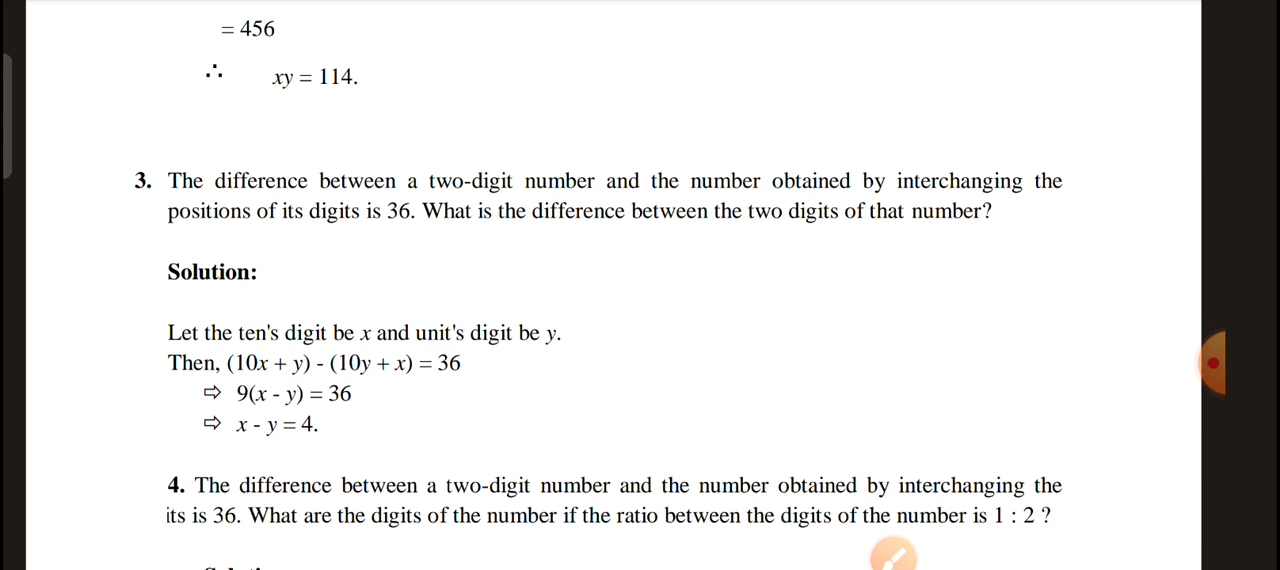 = 456
∴ xy = 114.
3. The difference between a two-digit number and the number obtained by interchanging the
positions of its digits is 36. What is the difference between the two digits of that number?
Solution:
Let the ten's digit be x and unit's digit be y.
Then, (10x + y) - (10y + x) = 36
⇨ 9(x - y) = 36
⇨ x - y = 4.
4. The difference between a two-digit number and the number obtained by interchanging the
its is 36. What are the digits of the number if the ratio between the digits of the number is 1 : 2 ?